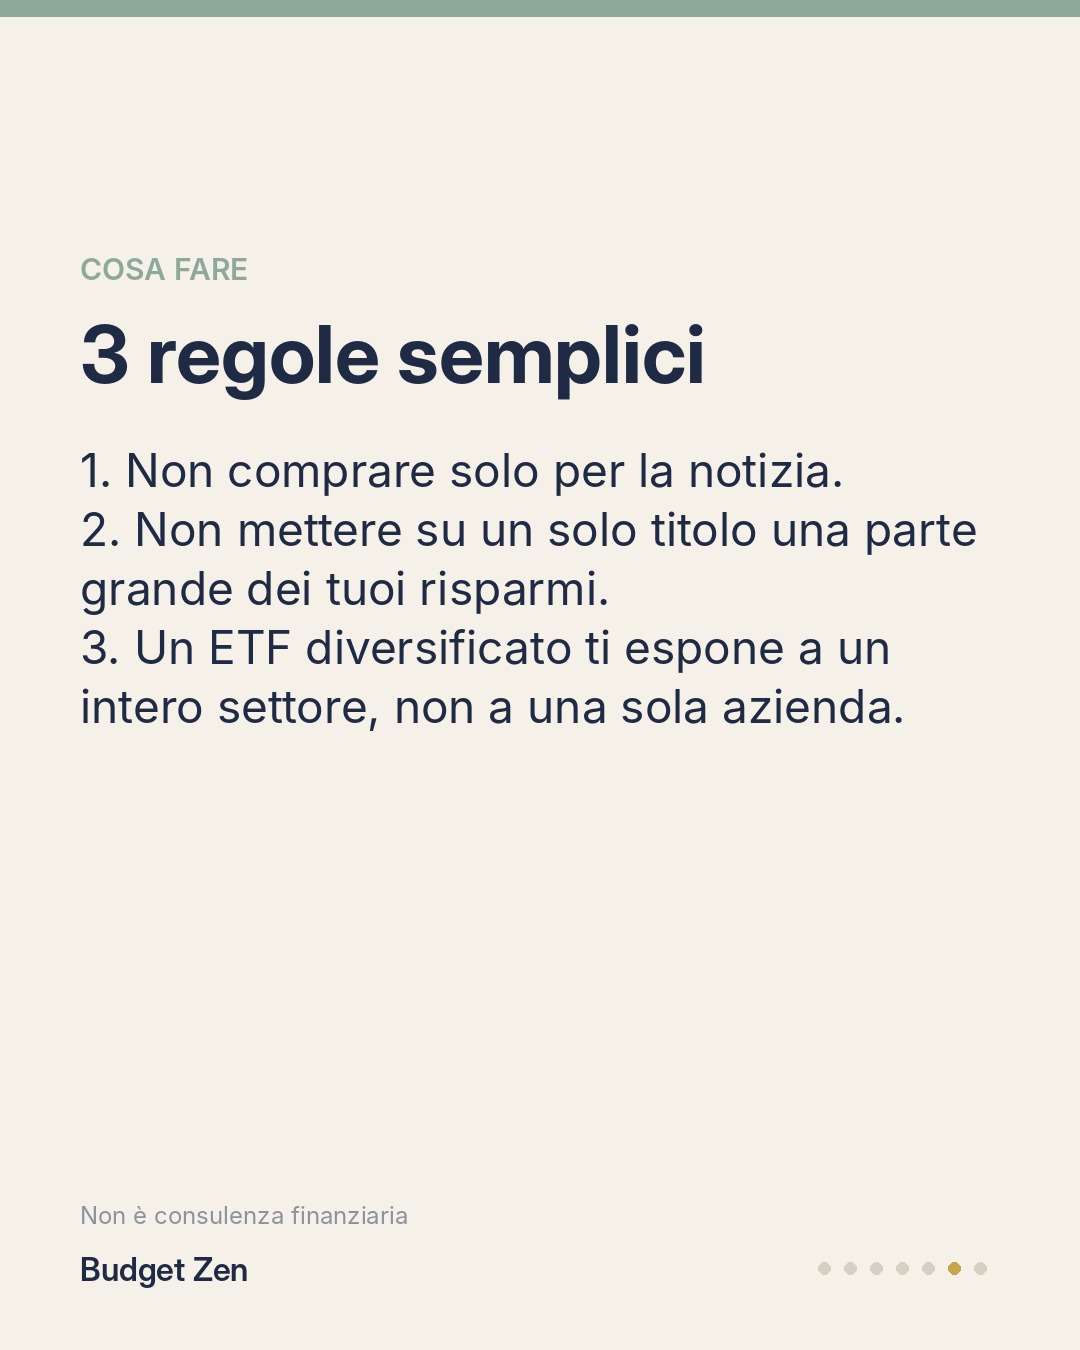 COSA FARE
3 regole semplici
1. Non comprare solo per la notizia.
2. Non mettere su un solo titolo una parte
grande dei tuoi risparmi.
3. Un ETF diversificato ti espone a un
intero settore, non a una sola azienda.
Non è consulenza finanziaria
Budget Zen